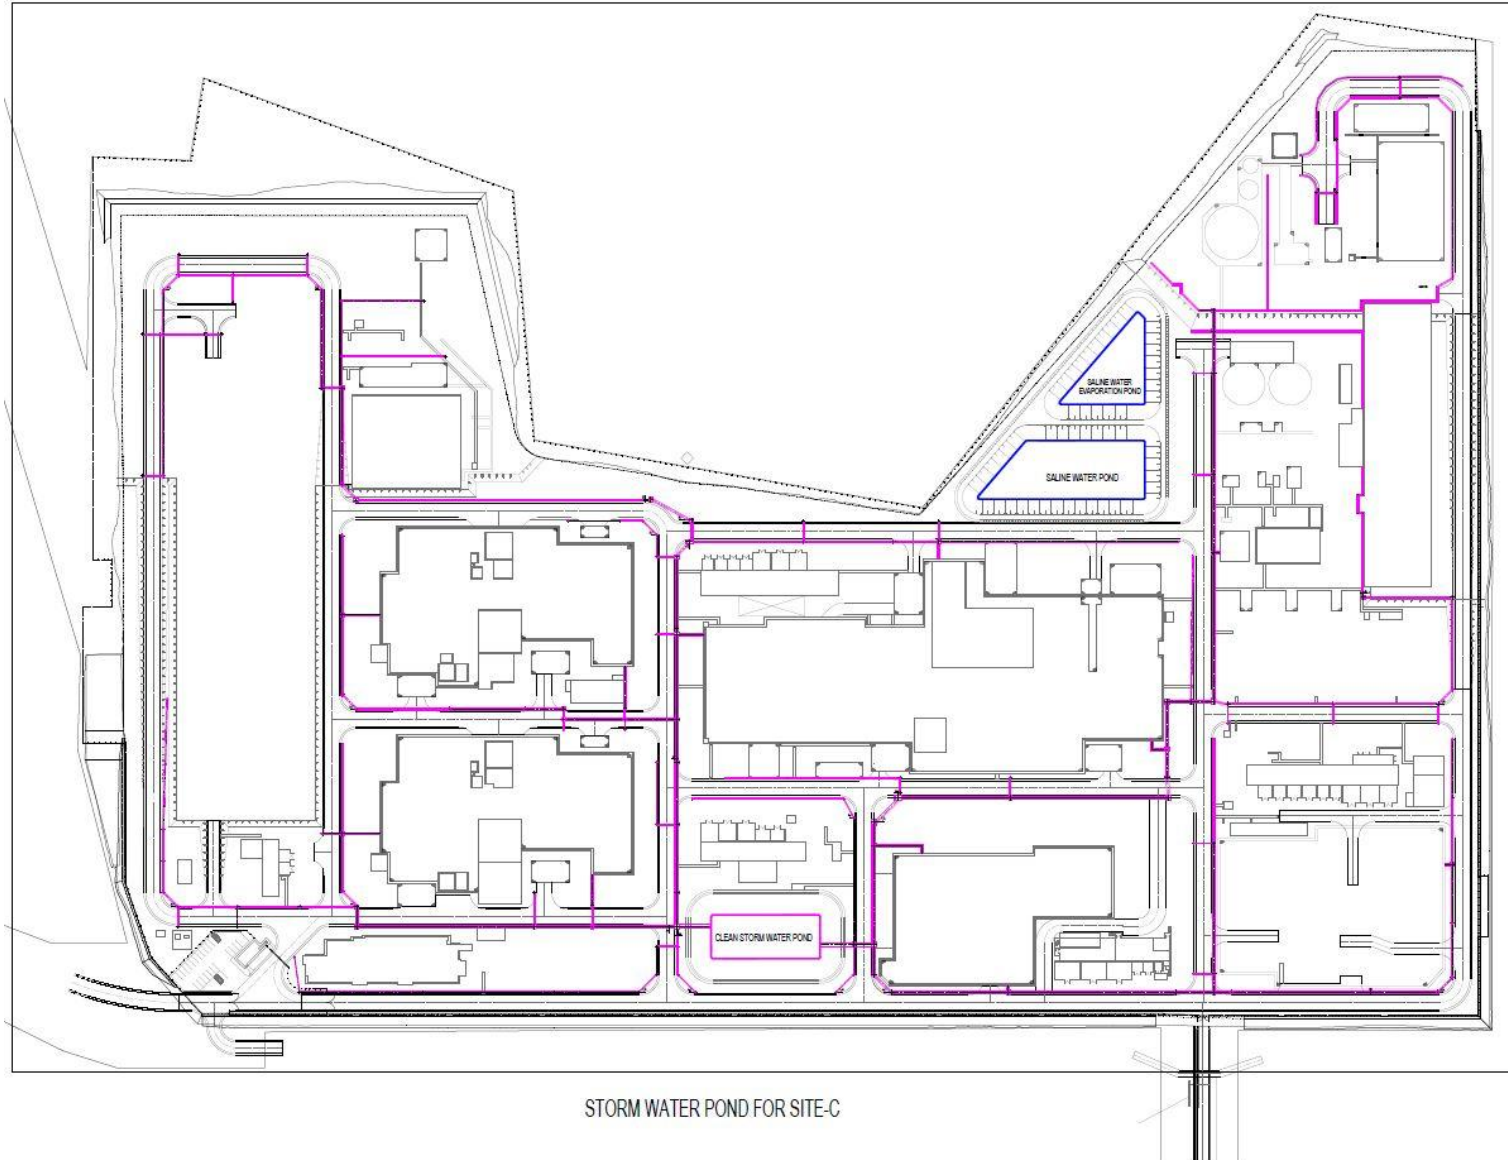 SALINE WATER
EVAPORATION POND
SALINE WATER POND
CLEAN STORM WATER POND
STORM WATER POND FOR SITE-C